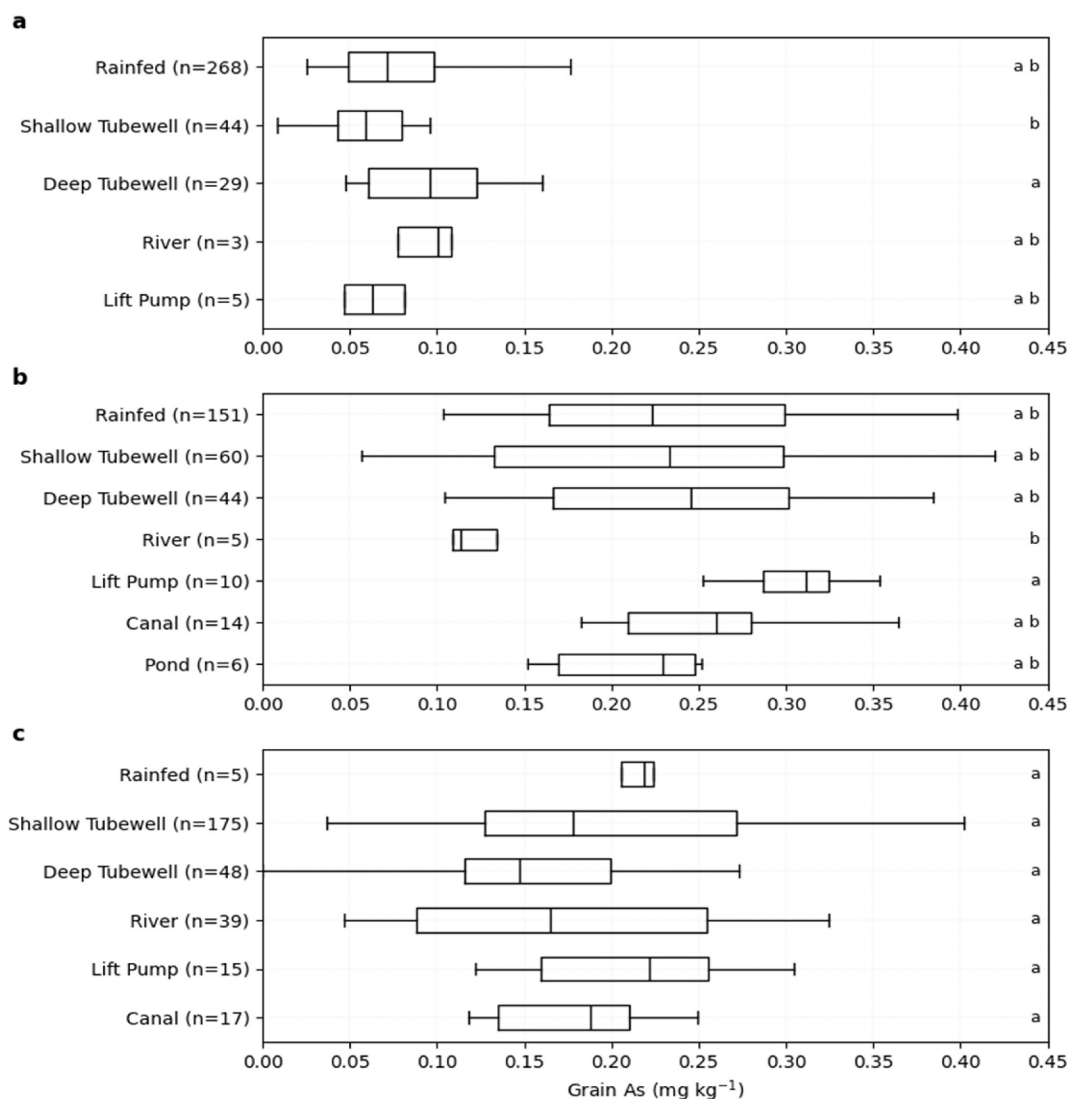 a
Rainfed (n=268)
a b
Shallow Tubewell (n=44)
b
Deep Tubewell (n=29)
a
River (n=3)
a b
Lift Pump (n=5)
a b
0.00 0.05 0.10 0.15 0.20 0.25 0.30 0.35 0.40 0.45
b
Rainfed (n=151)
a b
Shallow Tubewell (n=60)
a b
Deep Tubewell (n=44)
a b
River (n=5)
b
Lift Pump (n=10)
a
Canal (n=14)
a b
Pond (n=6)
a b
0.00 0.05 0.10 0.15 0.20 0.25 0.30 0.35 0.40 0.45
c
Rainfed (n=5)
a
Shallow Tubewell (n=175)
a
Deep Tubewell (n=48)
a
River (n=39)
a
Lift Pump (n=15)
a
Canal (n=17)
a
0.00 0.05 0.10 0.15 0.20 0.25 0.30 0.35 0.40 0.45
Grain As (mg kg⁻¹)